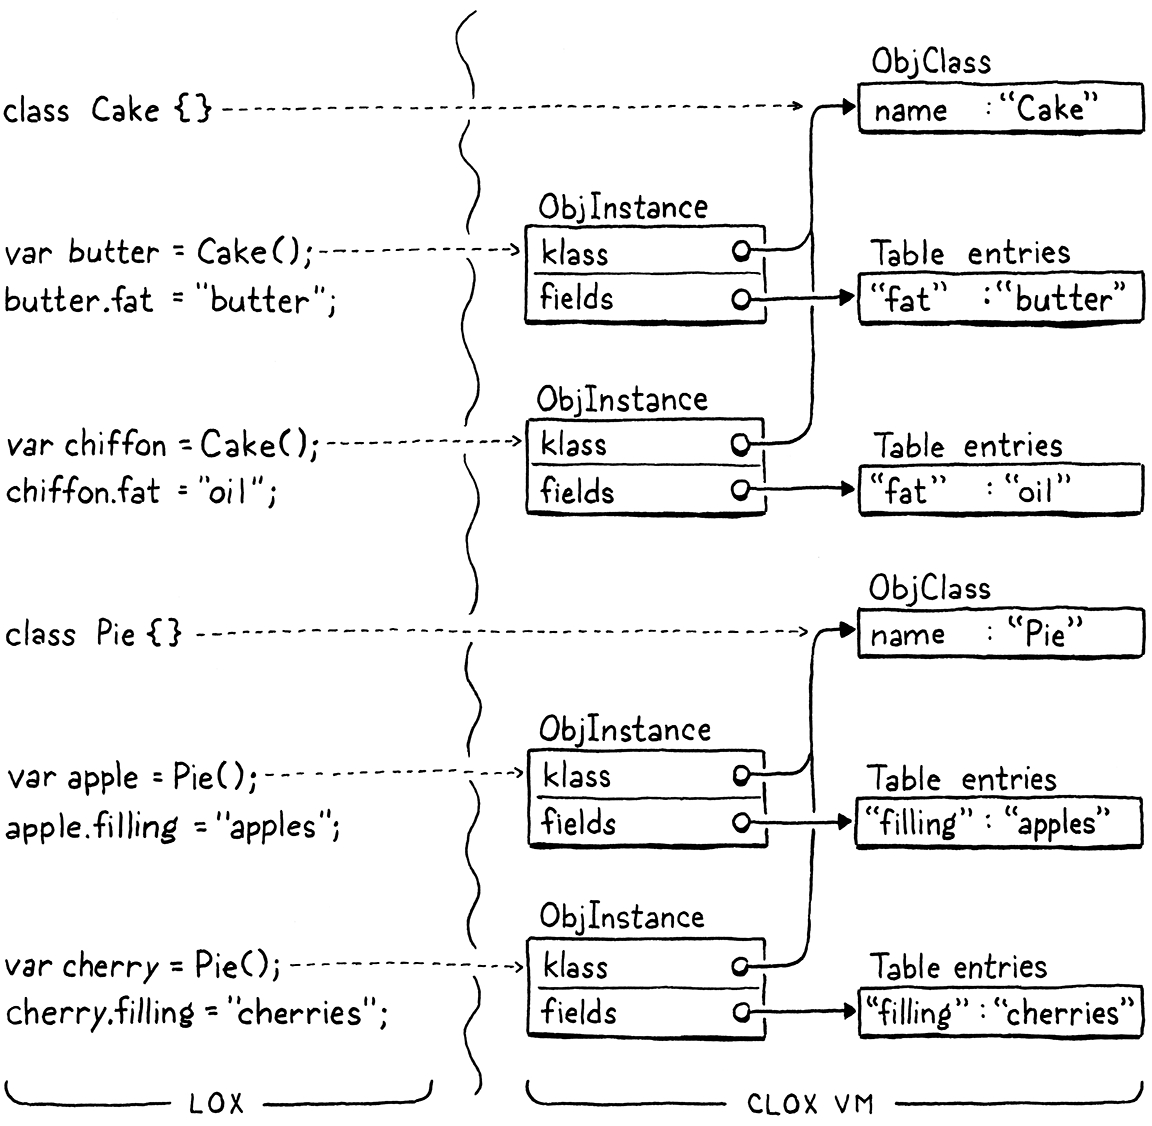 ObjClass
class Cake {}
name : “Cake”
ObjInstance
var butter = Cake();
klass
Table entries
butter.fat = "butter";
fields
“fat” : “butter”
ObjInstance
var chiffon = Cake();
klass
Table entries
chiffon.fat = "oil";
fields
“fat” : “oil”
ObjClass
class Pie {}
name : “Pie”
ObjInstance
var apple = Pie();
klass
Table entries
apple.filling = "apples";
fields
“filling” : “apples”
ObjInstance
var cherry = Pie();
klass
Table entries
cherry.filling = "cherries";
fields
“filling” : “cherries”
LOX
CLOX VM